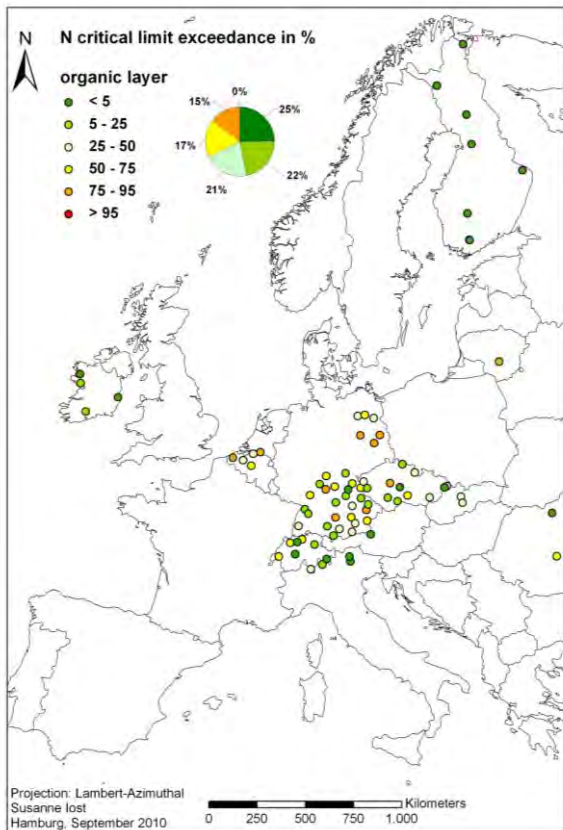 N
N critical limit exceedance in %
organic layer
< 5
5 - 25
25 - 50
50 - 75
75 - 95
> 95
0%
15%
25%
17%
22%
21%
Projection: Lambert-Azimuthal
Susanne Iost
Hamburg, September 2010
Kilometers
0 250 500 750 1.000